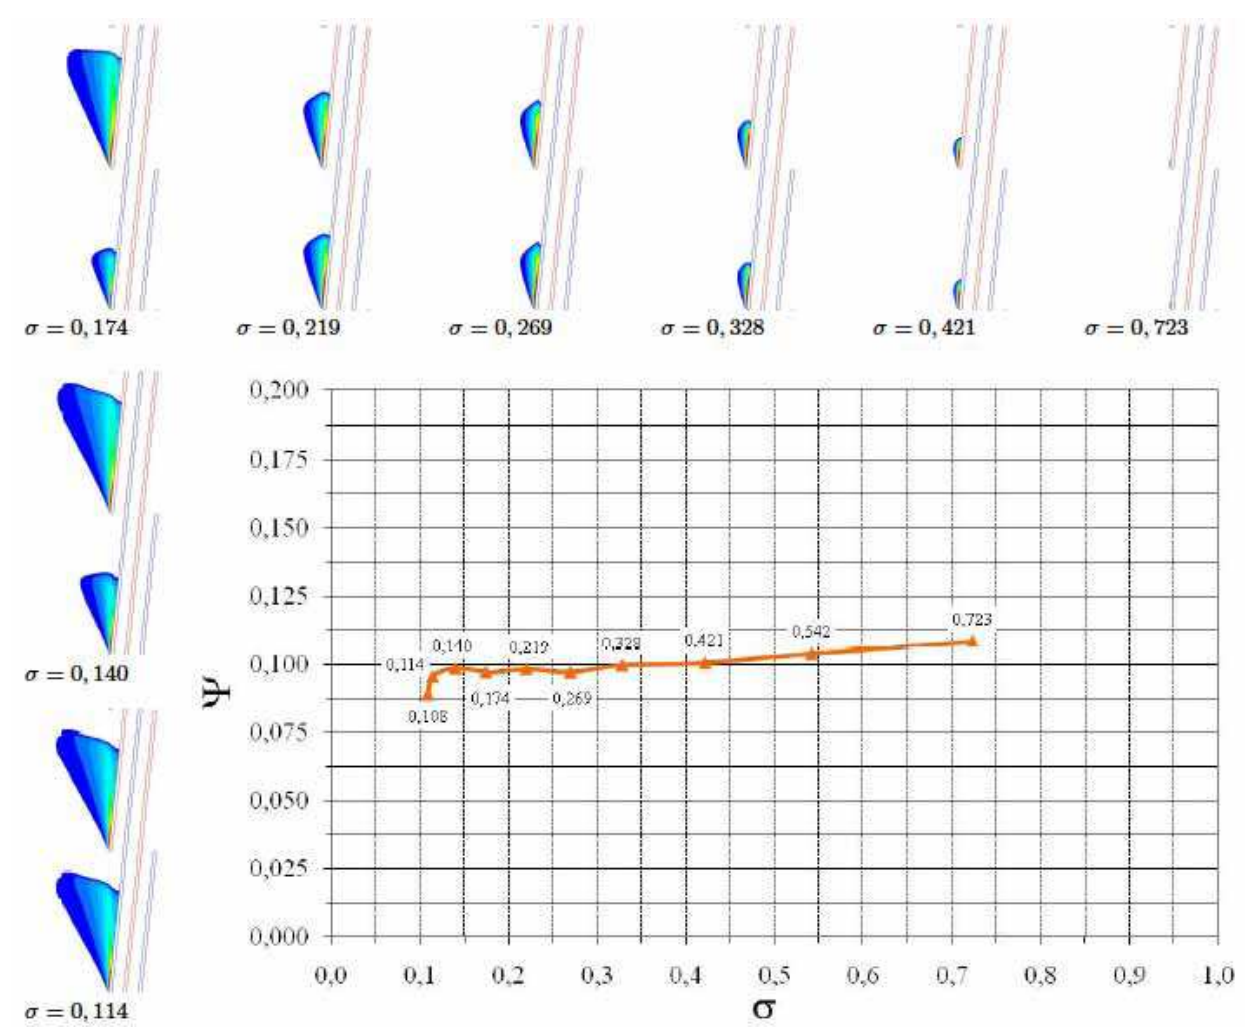 σ = 0, 174
σ = 0, 219
σ = 0, 269
σ = 0, 328
σ = 0, 421
σ = 0, 723
σ = 0, 140
σ = 0, 114
0,200
0,175
0,150
0,125
0,100
0,075
0,050
0,025
0,000
Ψ
0,108
0,114
0,140
0,174
0,219
0,269
0,328
0,421
0,542
0,723
0,0 0,1 0,2 0,3 0,4 0,5 0,6 0,7 0,8 0,9 1,0
σ